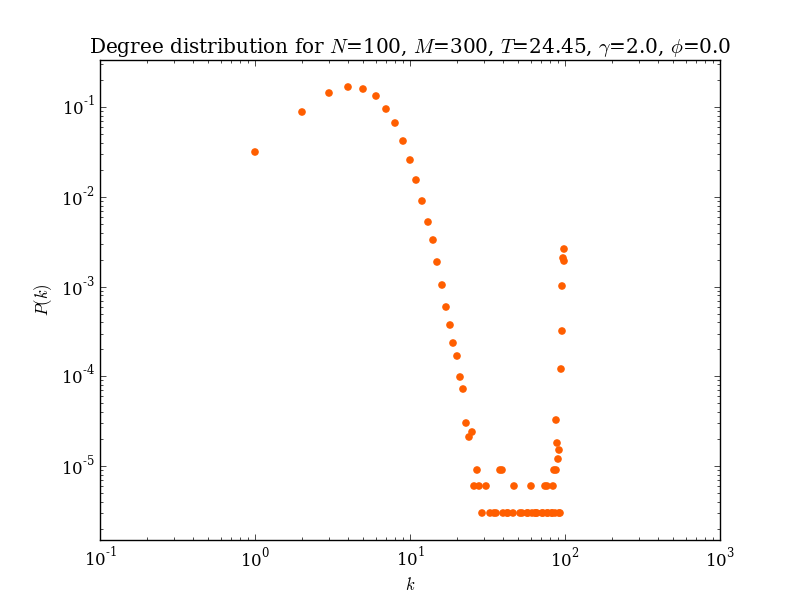 Degree distribution for N=100, M=300, T=24.45, γ=2.0, ϕ=0.0
10^-1
10^-2
10^-3
10^-4
10^-5
P(k)
10^-1 10^0 10^1 10^2 10^3
k